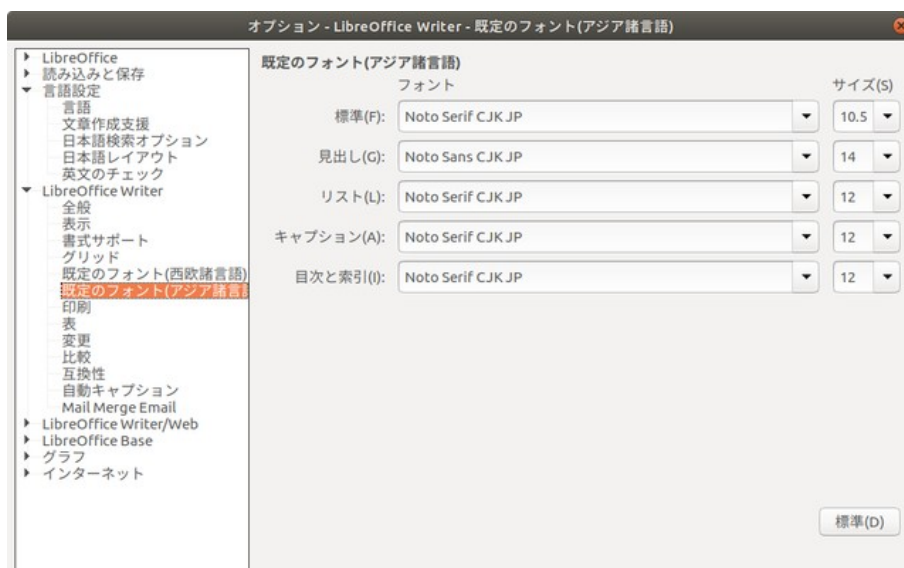 オプション - LibreOffice Writer - 既定のフォント(アジア諸言語)
LibreOffice
読み込みと保存
言語設定
言語
文章作成支援
日本語検索オプション
日本語レイアウト
英文のチェック
LibreOffice Writer
全般
表示
書式サポート
グリッド
既定のフォント(西欧諸言語)
既定のフォント(アジア諸言
印刷
表
変更
比較
互換性
自動キャプション
Mail Merge Email
LibreOffice Writer/Web
LibreOffice Base
グラフ
インターネット
既定のフォント(アジア諸言語)
フォント サイズ(S)
標準(F): Noto Serif CJK JP 10.5
見出し(G): Noto Sans CJK JP 14
リスト(L): Noto Serif CJK JP 12
キャプション(A): Noto Serif CJK JP 12
目次と索引(I): Noto Serif CJK JP 12
標準(D)